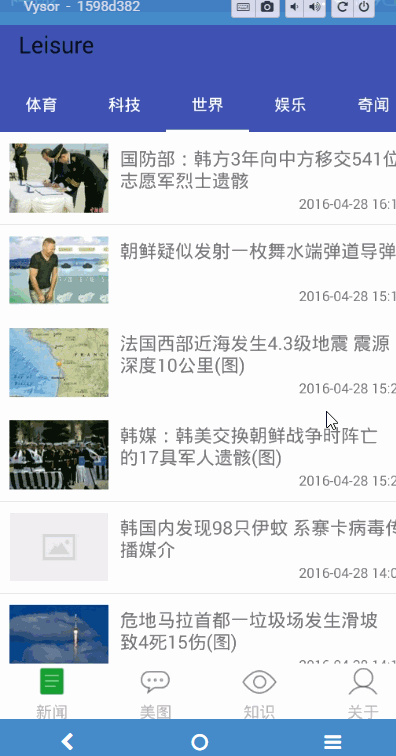 Vysor - 1598d382
Leisure
体育 科技 世界 娱乐 奇闻
国防部：韩方3年向中方移交541位
志愿军烈士遗骸
2016-04-28 16:1
朝鲜疑似发射一枚舞水端弹道导弹
2016-04-28 15:1
法国西部近海发生4.3级地震 震源
深度10公里(图)
2016-04-28 15:2
韩媒：韩美交换朝鲜战争时阵亡
的17具军人遗骸(图)
2016-04-28 15:2
韩国内发现98只伊蚊 系寨卡病毒传
播媒介
2016-04-28 14:0
危地马拉首都一垃圾场发生滑坡
致4死15伤(图)
新闻 美图 知识 关于